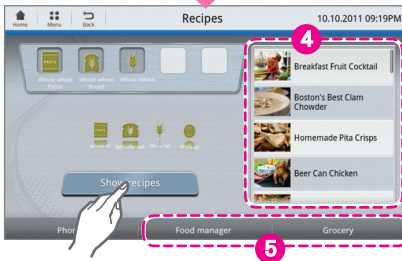 Home Menu Back Recipes 10.10.2011 09:19PM
4
PASTA
Whole-wheat Pasta
Whole-wheat Bread
Whole-Wheat
Breakfast Fruit Cocktail
Boston's Best Clam Chowder
Homemade Pita Crisps
Beer Can Chicken
Show recipes
Food manager Grocery
5